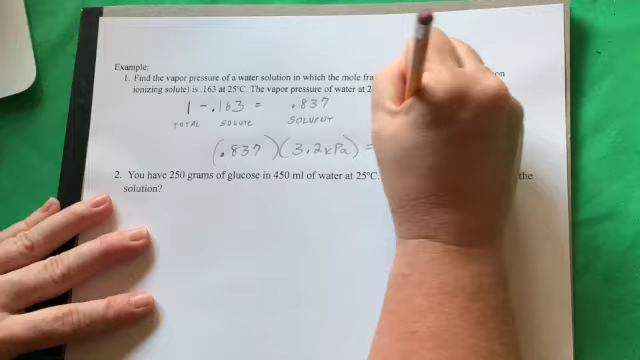 Example:
1. Find the vapor pressure of a water solution in which the mole on
ionizing solute) is .163 at 25°C. The vapor pressure of water at
1 - .163 = .837
TOTAL SOLUTE SOLVENT
(.837)(3.2kPa) =
2. You have 250 grams of glucose in 450 ml of water at 25°C. the
solution?